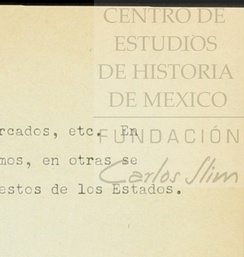 CENTRO DE
ESTUDIOS
DE HISTORIA
DE MEXICO
FUNDACIÓN
Carlos Slim
rcados, etc. En
mos, en otras se
estos de los Estados.